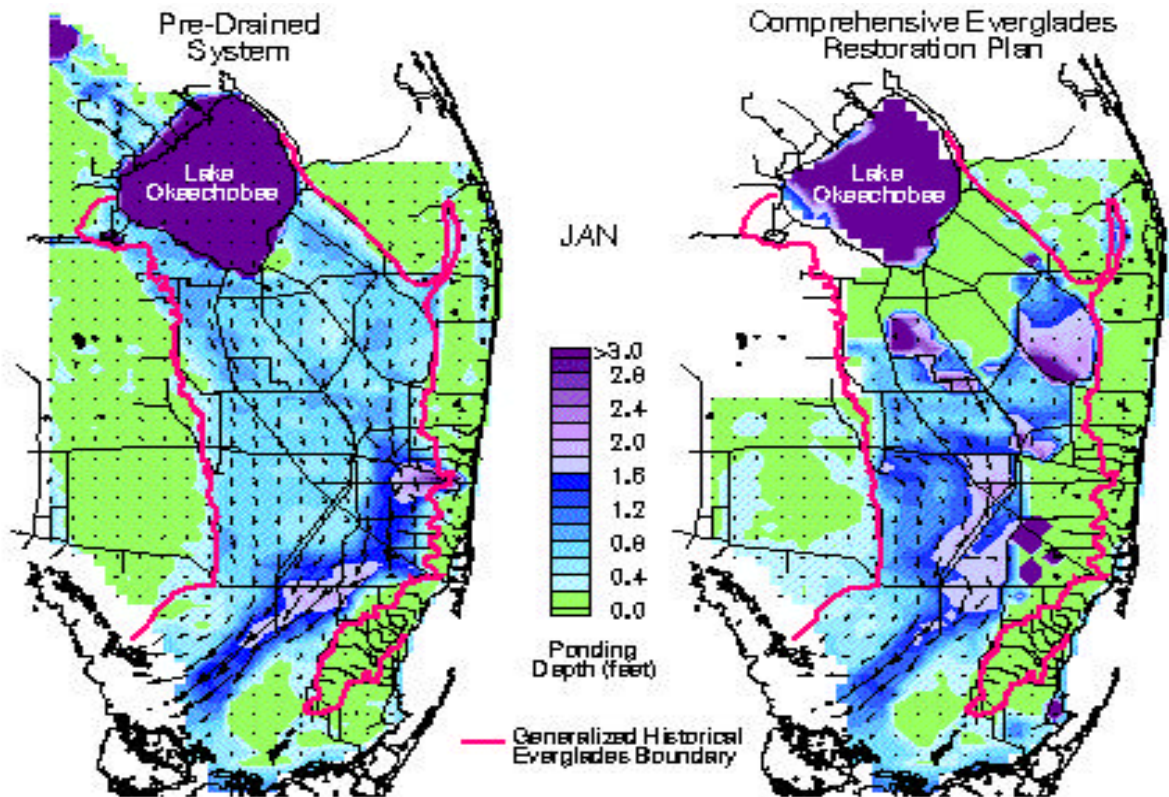 Pre-Drained
System
Comprehensive Everglades
Restoration Plan
Lake
Okeechobee
Lake
Okeechobee
JAN
>3.0
2.8
2.4
2.0
1.6
1.2
0.8
0.4
0.0
Ponding
Depth (feet)
Generalized Historical
Everglades Boundary